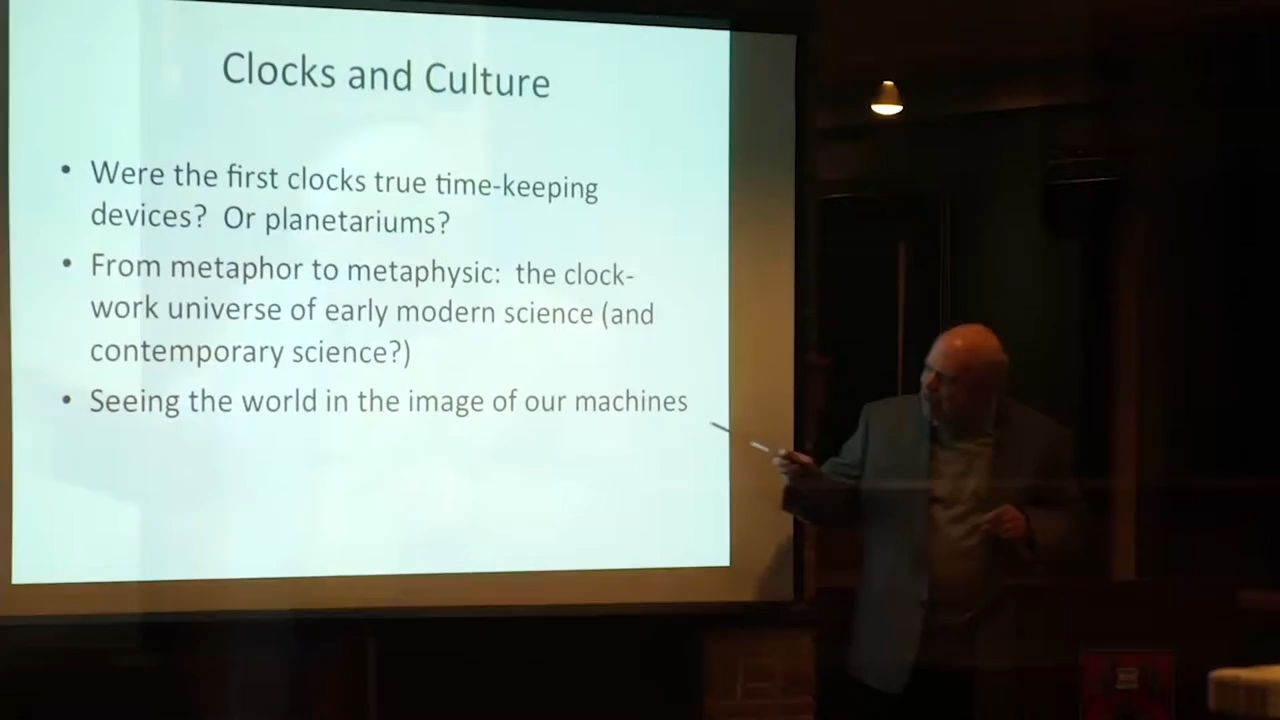 Clocks and Culture
• Were the first clocks true time-keeping
devices? Or planetariums?
• From metaphor to metaphysic: the clock-
work universe of early modern science (and
contemporary science?)
• Seeing the world in the image of our machines